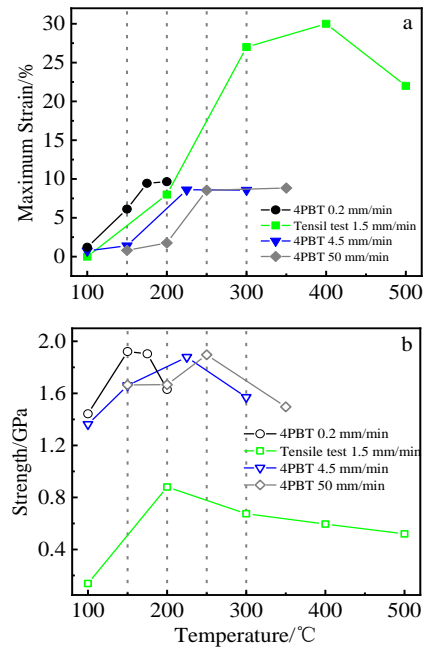 a
30
25
20
15
10
5
0
Maximum Strain/%
4PBT 0.2 mm/min
Tensil test 1.5 mm/min
4PBT 4.5 mm/min
4PBT 50 mm/min
100 200 300 400 500
b
2.0
1.6
1.2
0.8
0.4
Strength/GPa
4PBT 0.2 mm/min
Tensile test 1.5 mm/min
4PBT 4.5 mm/min
4PBT 50 mm/min
100 200 300 400 500
Temperature/℃